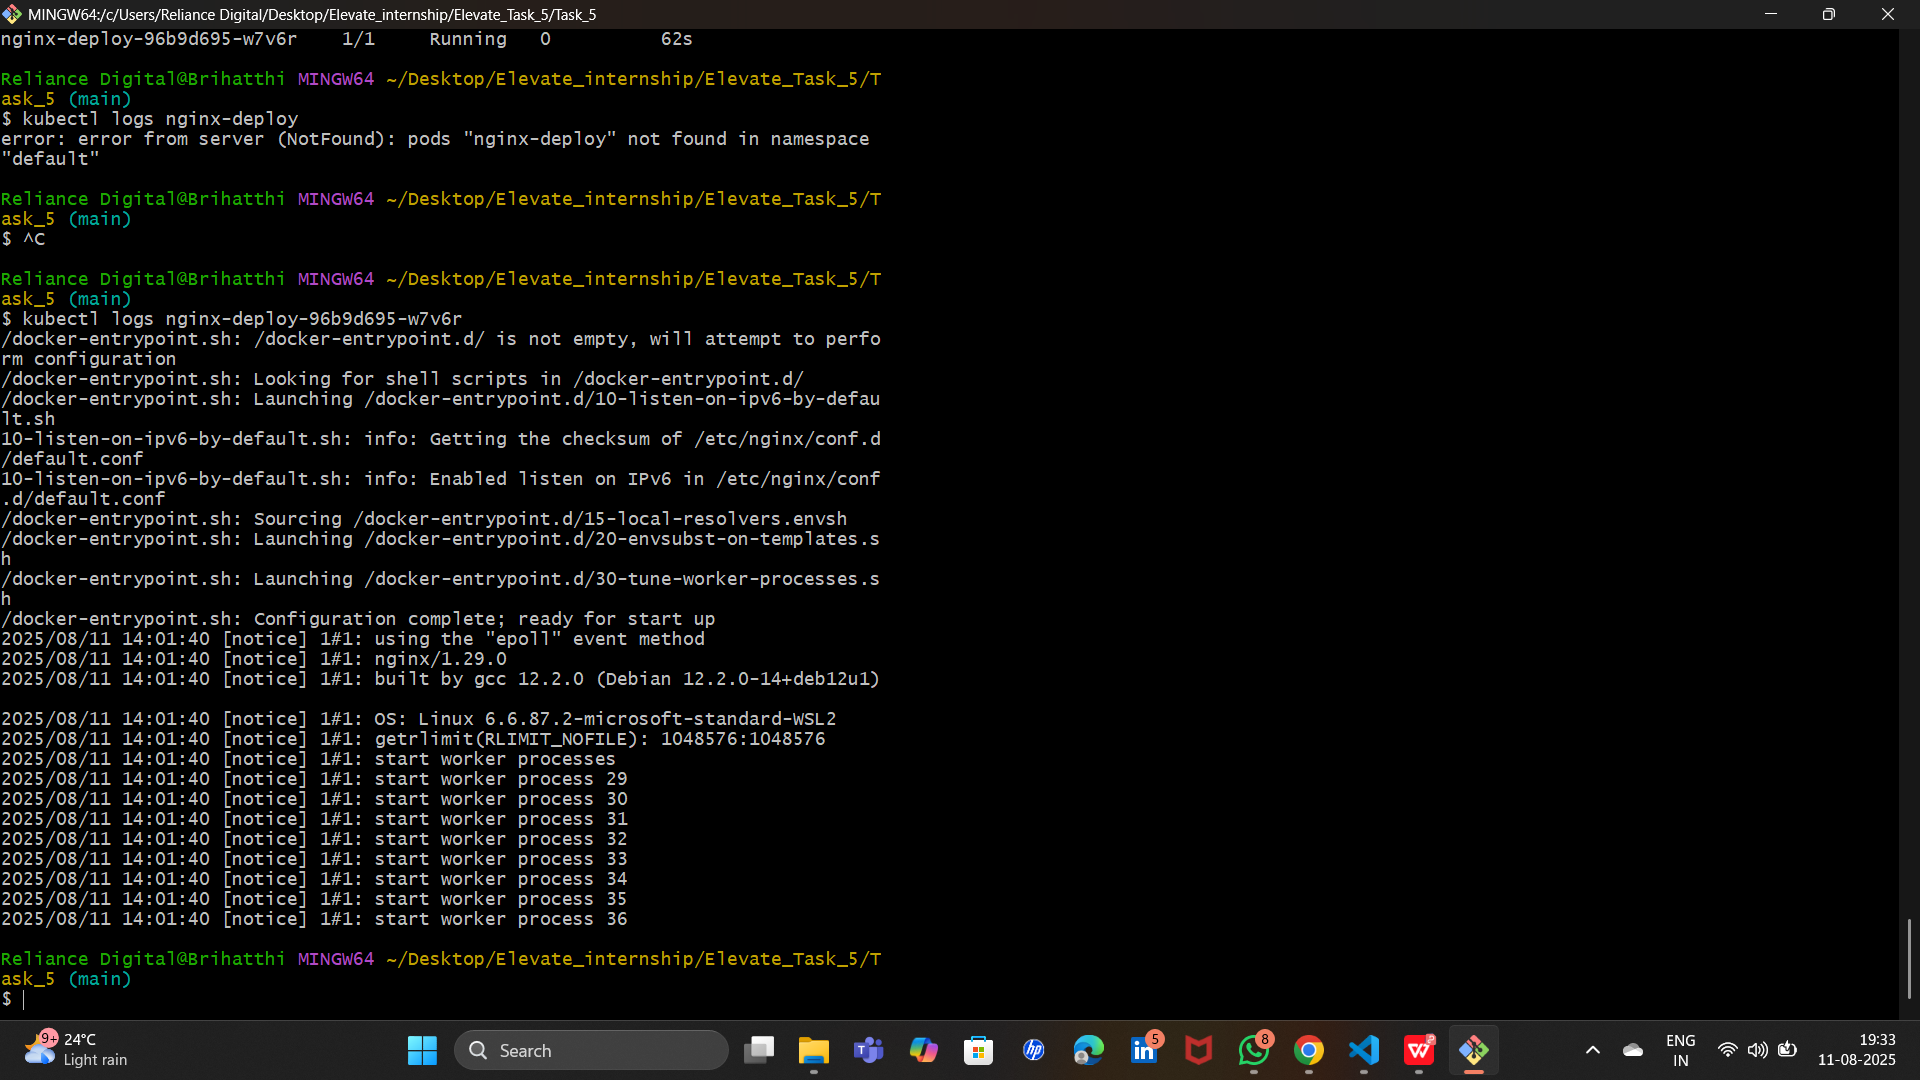 MINGW64:/c/Users/Reliance Digital/Desktop/Elevate_internship/Elevate_Task_5/Task_5
nginx-deploy-96b9d695-w7v6r    1/1     Running   0          62s
Reliance Digital@Brihatthi MINGW64 ~/Desktop/Elevate_internship/Elevate_Task_5/T
ask_5 (main)
$ kubectl logs nginx-deploy
error: error from server (NotFound): pods "nginx-deploy" not found in namespace
"default"
Reliance Digital@Brihatthi MINGW64 ~/Desktop/Elevate_internship/Elevate_Task_5/T
ask_5 (main)
$ ^C
Reliance Digital@Brihatthi MINGW64 ~/Desktop/Elevate_internship/Elevate_Task_5/T
ask_5 (main)
$ kubectl logs nginx-deploy-96b9d695-w7v6r
/docker-entrypoint.sh: /docker-entrypoint.d/ is not empty, will attempt to perfo
rm configuration
/docker-entrypoint.sh: Looking for shell scripts in /docker-entrypoint.d/
/docker-entrypoint.sh: Launching /docker-entrypoint.d/10-listen-on-ipv6-by-defau
lt.sh
10-listen-on-ipv6-by-default.sh: info: Getting the checksum of /etc/nginx/conf.d
/default.conf
10-listen-on-ipv6-by-default.sh: info: Enabled listen on IPv6 in /etc/nginx/conf
.d/default.conf
/docker-entrypoint.sh: Sourcing /docker-entrypoint.d/15-local-resolvers.envsh
/docker-entrypoint.sh: Launching /docker-entrypoint.d/20-envsubst-on-templates.s
h
/docker-entrypoint.sh: Launching /docker-entrypoint.d/30-tune-worker-processes.s
h
/docker-entrypoint.sh: Configuration complete; ready for start up
2025/08/11 14:01:40 [notice] 1#1: using the "epoll" event method
2025/08/11 14:01:40 [notice] 1#1: nginx/1.29.0
2025/08/11 14:01:40 [notice] 1#1: built by gcc 12.2.0 (Debian 12.2.0-14+deb12u1)
2025/08/11 14:01:40 [notice] 1#1: OS: Linux 6.6.87.2-microsoft-standard-WSL2
2025/08/11 14:01:40 [notice] 1#1: getrlimit(RLIMIT_NOFILE): 1048576:1048576
2025/08/11 14:01:40 [notice] 1#1: start worker processes
2025/08/11 14:01:40 [notice] 1#1: start worker process 29
2025/08/11 14:01:40 [notice] 1#1: start worker process 30
2025/08/11 14:01:40 [notice] 1#1: start worker process 31
2025/08/11 14:01:40 [notice] 1#1: start worker process 32
2025/08/11 14:01:40 [notice] 1#1: start worker process 33
2025/08/11 14:01:40 [notice] 1#1: start worker process 34
2025/08/11 14:01:40 [notice] 1#1: start worker process 35
2025/08/11 14:01:40 [notice] 1#1: start worker process 36
Reliance Digital@Brihatthi MINGW64 ~/Desktop/Elevate_internship/Elevate_Task_5/T
ask_5 (main)
$
9+
24°C
Light rain
Search
T
hp
in
5
8
W
P
ENG
IN
19:33
11-08-2025